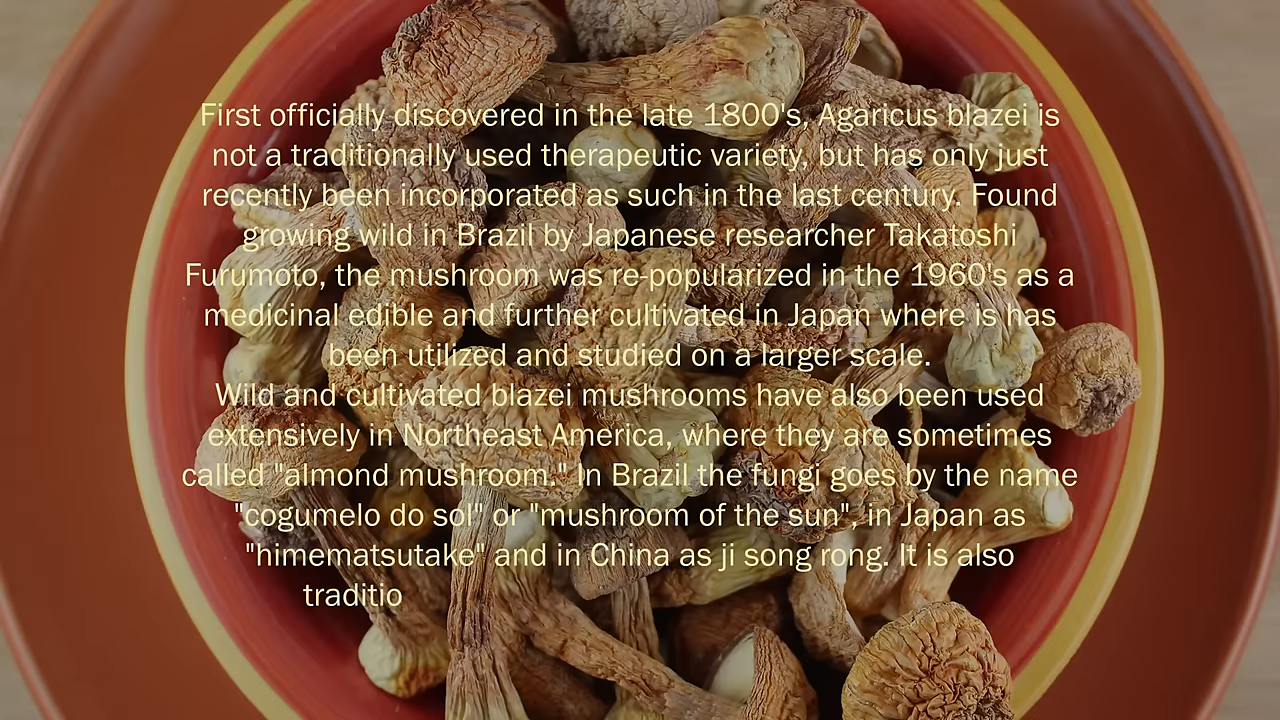 First officially discovered in the late 1800's, Agaricus blazei is
not a traditionally used therapeutic variety, but has only just
recently been incorporated as such in the last century. Found
growing wild in Brazil by Japanese researcher Takatoshi
Furumoto, the mushroom was re-popularized in the 1960's as a
medicinal edible and further cultivated in Japan where is has
been utilized and studied on a larger scale.
Wild and cultivated blazei mushrooms have also been used
extensively in Northeast America, where they are sometimes
called "almond mushroom." In Brazil the fungi goes by the name
"cogumelo do sol" or "mushroom of the sun", in Japan as
"himematsutake" and in China as ji song rong. It is also
traditio